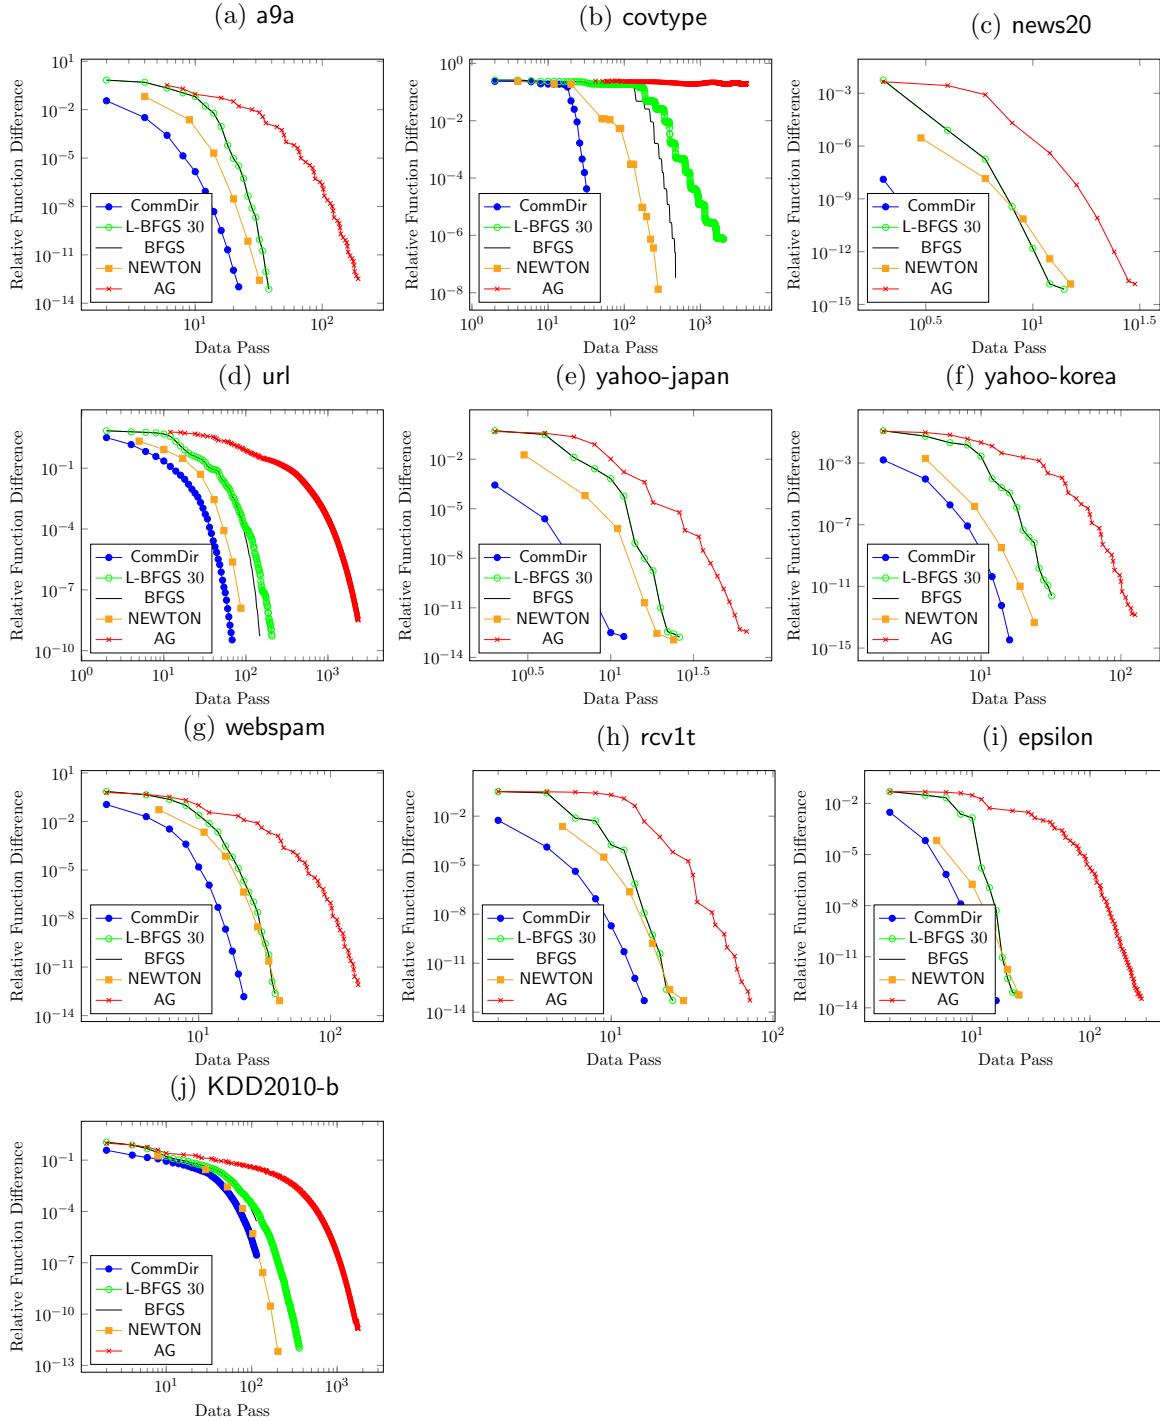 (a) a9a
10^1
10^-2
10^-5
10^-8
10^-11
10^-14
10^1
10^2
Relative Function Difference
Data Pass
CommDir
L-BFGS 30
BFGS
NEWTON
AG
(b) covtype
10^0
10^-2
10^-4
10^-6
10^-8
10^0
10^1
10^2
10^3
Relative Function Difference
Data Pass
CommDir
L-BFGS 30
BFGS
NEWTON
AG
(c) news20
10^-3
10^-6
10^-9
10^-12
10^-15
10^0.5
10^1
10^1.5
Relative Function Difference
Data Pass
CommDir
L-BFGS 30
BFGS
NEWTON
AG
(d) url
10^-1
10^-4
10^-7
10^-10
10^0
10^1
10^2
10^3
Relative Function Difference
Data Pass
CommDir
L-BFGS 30
BFGS
NEWTON
AG
(e) yahoo-japan
10^-2
10^-5
10^-8
10^-11
10^-14
10^0.5
10^1
10^1.5
Relative Function Difference
Data Pass
CommDir
L-BFGS 30
BFGS
NEWTON
AG
(f) yahoo-korea
10^-3
10^-7
10^-11
10^-15
10^1
10^2
Relative Function Difference
Data Pass
CommDir
L-BFGS 30
BFGS
NEWTON
AG
(g) webspam
10^1
10^-2
10^-5
10^-8
10^-11
10^-14
10^1
10^2
Relative Function Difference
Data Pass
CommDir
L-BFGS 30
BFGS
NEWTON
AG
(h) rcv1t
10^-2
10^-5
10^-8
10^-11
10^-14
10^1
10^2
Relative Function Difference
Data Pass
CommDir
L-BFGS 30
BFGS
NEWTON
AG
(i) epsilon
10^-2
10^-5
10^-8
10^-11
10^-14
10^1
10^2
Relative Function Difference
Data Pass
CommDir
L-BFGS 30
BFGS
NEWTON
AG
(j) KDD2010-b
10^-1
10^-4
10^-7
10^-10
10^-13
10^1
10^2
10^3
Relative Function Difference
Data Pass
CommDir
L-BFGS 30
BFGS
NEWTON
AG